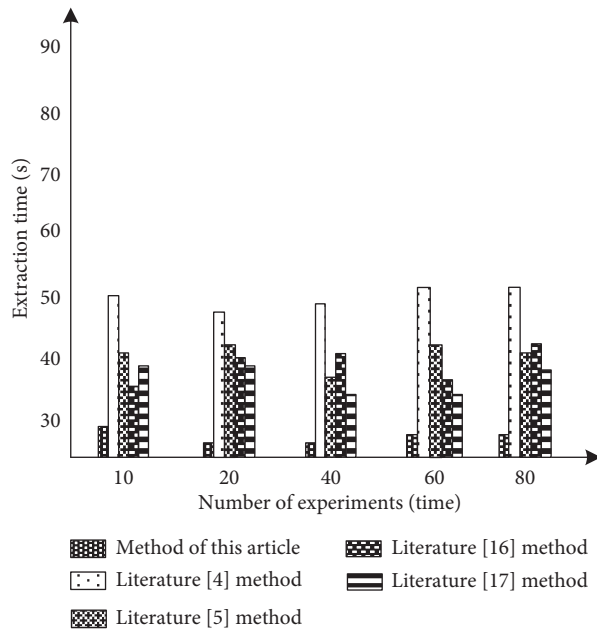 90
80
70
60
50
40
30
Extraction time (s)
10 20 40 60 80
Number of experiments (time)
Method of this article
Literature [4] method
Literature [5] method
Literature [16] method
Literature [17] method